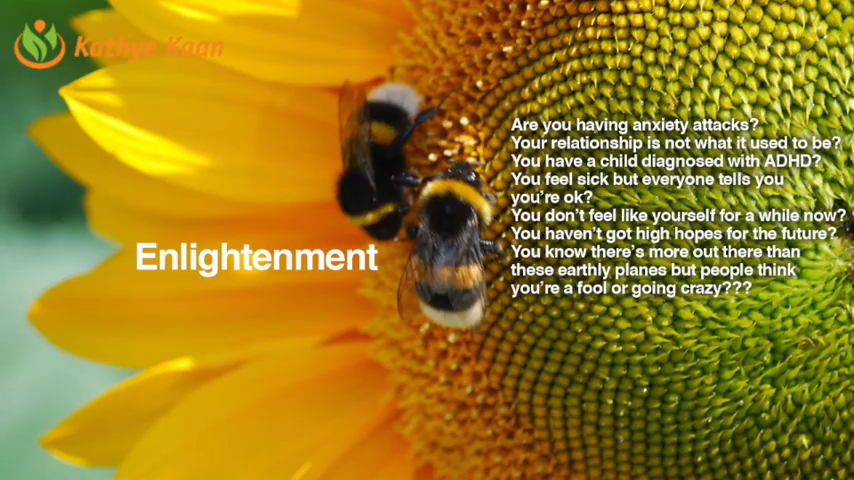 Kathye Kaan
Enlightenment
Are you having anxiety attacks?
Your relationship is not what it used to be?
You have a child diagnosed with ADHD?
You feel sick but everyone tells you
you're ok?
You don't feel like yourself for a while now?
You haven't got high hopes for the future?
You know there's more out there than
these earthly planes but people think
you're a fool or going crazy???